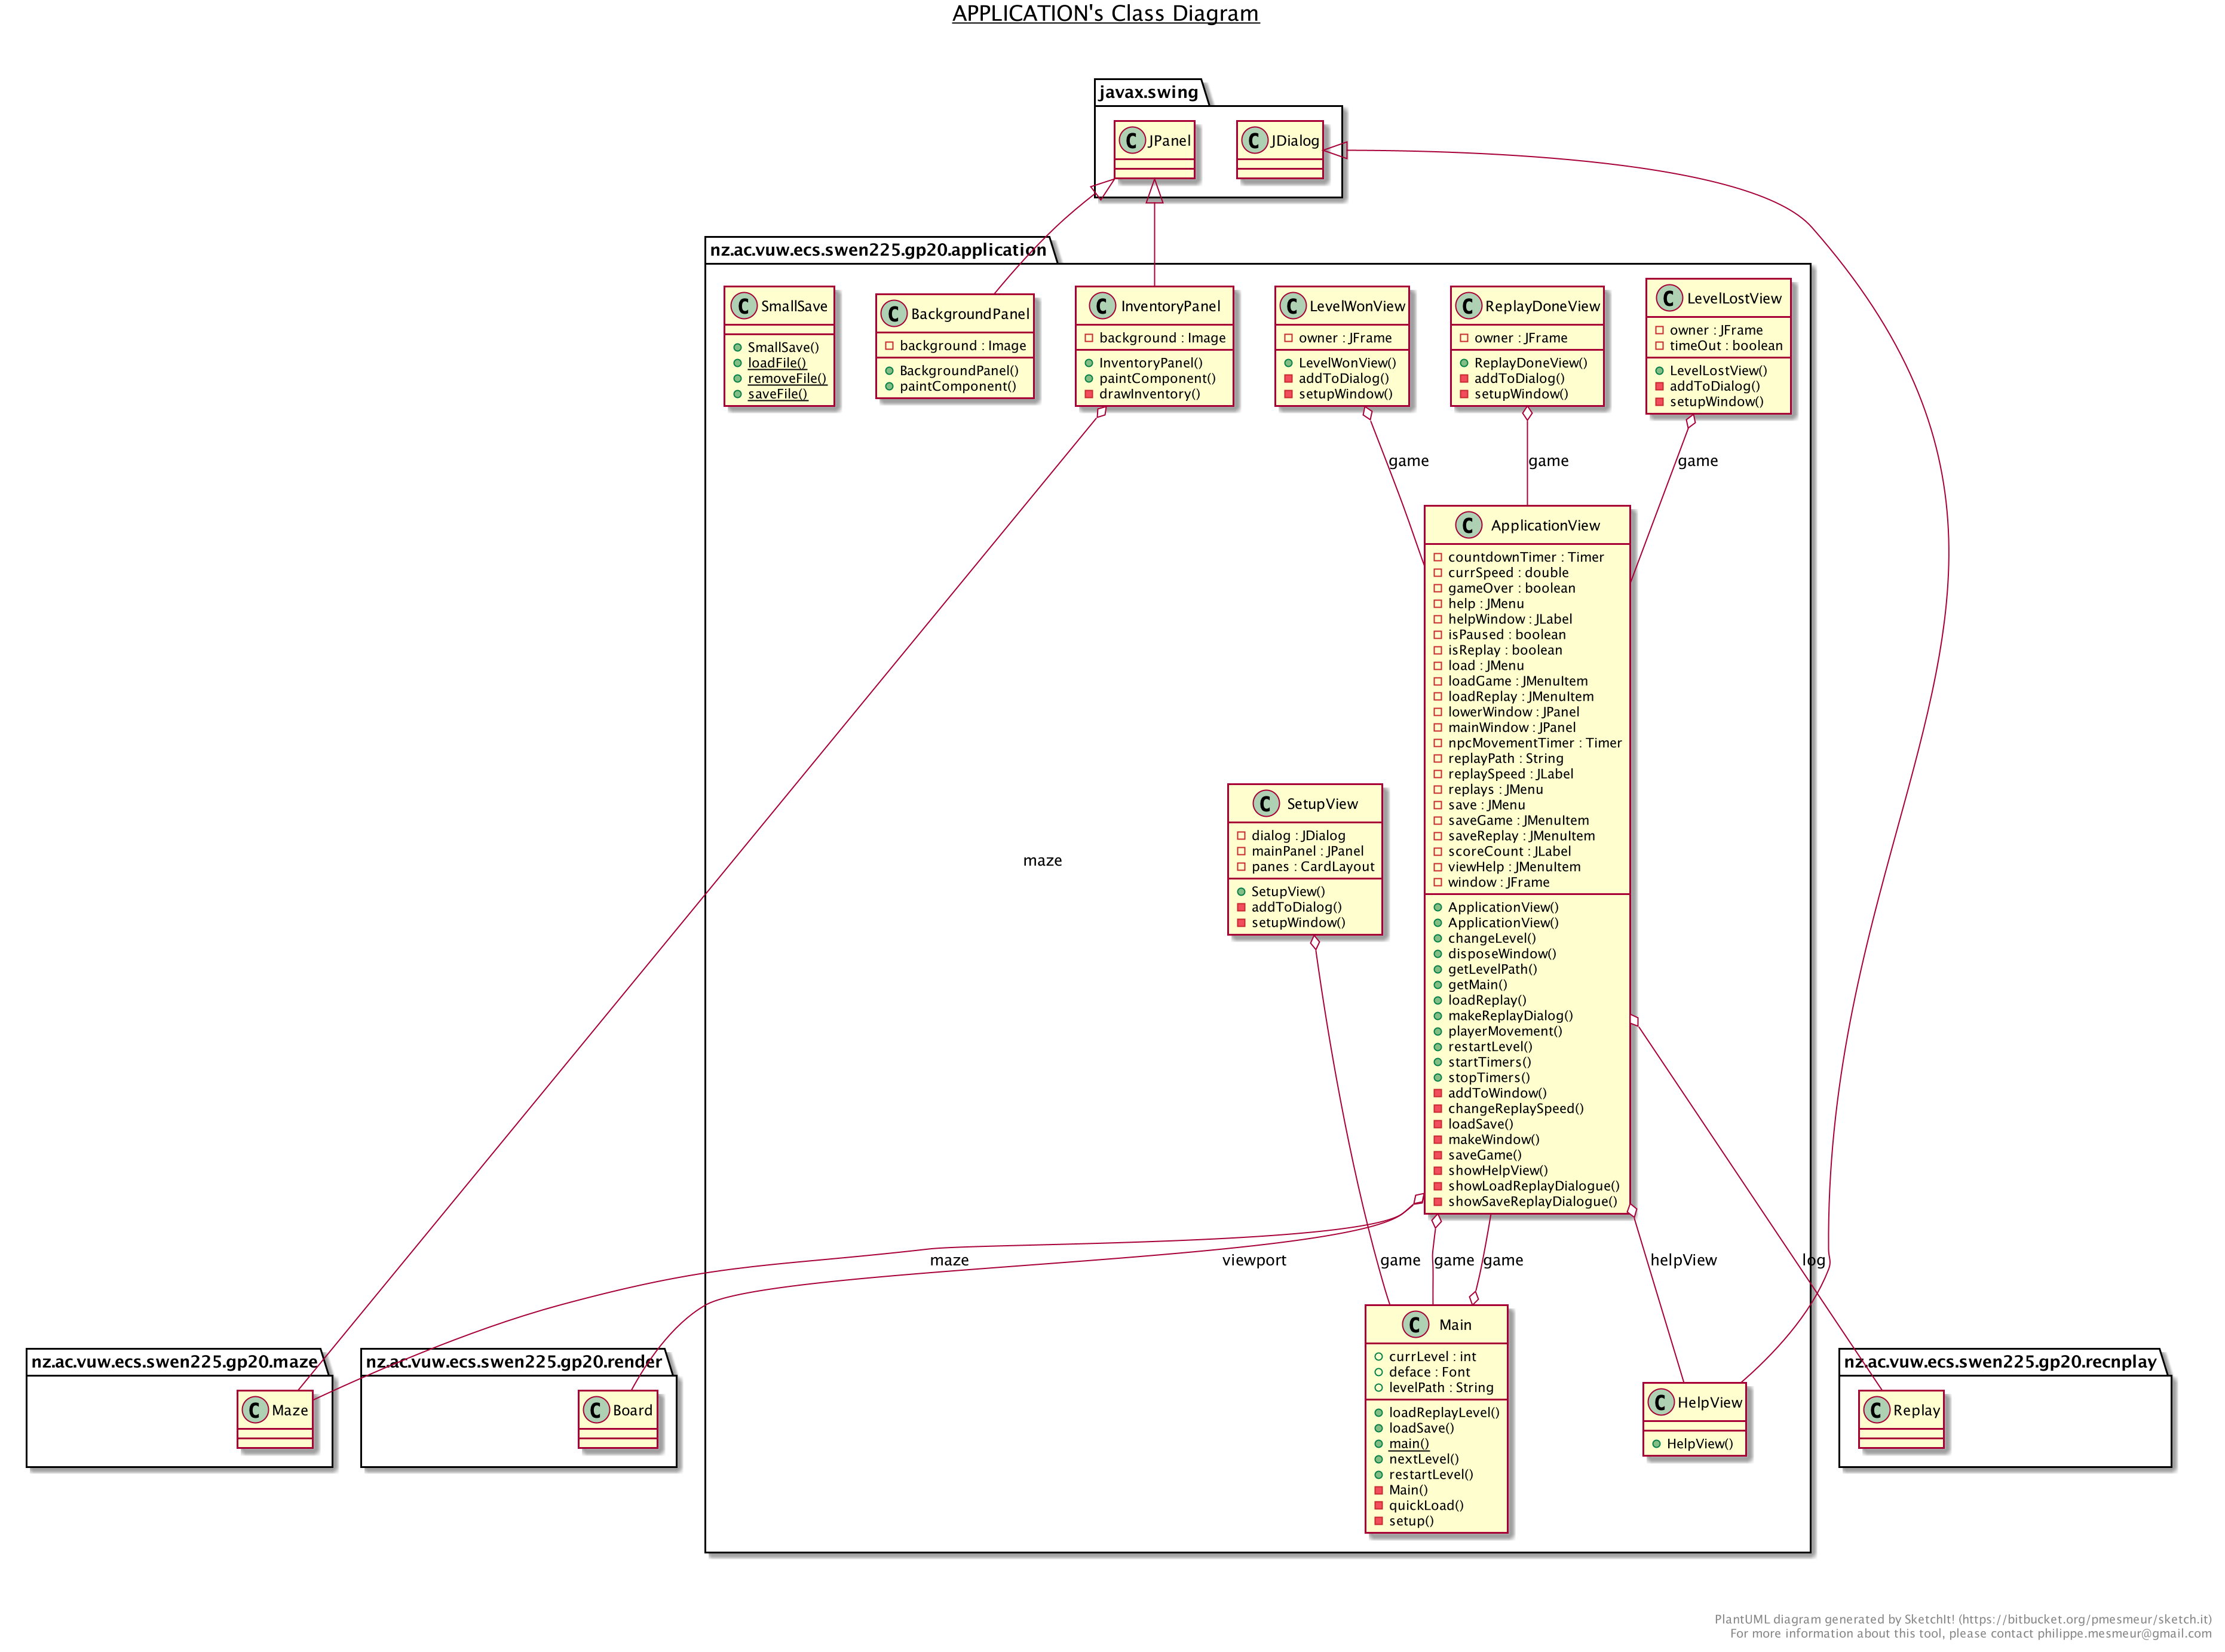 APPLICATION's Class Diagram
javax.swing
C JPanel
C JDialog
nz.ac.vuw.ecs.swen225.gp20.application
C SmallSave
SmallSave()
loadFile()
removeFile()
saveFile()
C BackgroundPanel
background : Image
BackgroundPanel()
paintComponent()
C InventoryPanel
background : Image
InventoryPanel()
paintComponent()
drawInventory()
C LevelWonView
owner : JFrame
LevelWonView()
addToDialog()
setupWindow()
C ReplayDoneView
owner : JFrame
ReplayDoneView()
addToDialog()
setupWindow()
C LevelLostView
owner : JFrame
timeOut : boolean
LevelLostView()
addToDialog()
setupWindow()
game
game
game
C ApplicationView
countdownTimer : Timer
currSpeed : double
gameOver : boolean
help : JMenu
helpWindow : JLabel
isPaused : boolean
isReplay : boolean
load : JMenu
loadGame : JMenuItem
loadReplay : JMenuItem
lowerWindow : JPanel
mainWindow : JPanel
npcMovementTimer : Timer
replayPath : String
replaySpeed : JLabel
replays : JMenu
save : JMenu
saveGame : JMenuItem
saveReplay : JMenuItem
scoreCount : JLabel
viewHelp : JMenuItem
window : JFrame
ApplicationView()
ApplicationView()
changeLevel()
disposeWindow()
getLevelPath()
getMain()
loadReplay()
makeReplayDialog()
playerMovement()
restartLevel()
startTimers()
stopTimers()
addToWindow()
changeReplaySpeed()
loadSave()
makeWindow()
saveGame()
showHelpView()
showLoadReplayDialogue()
showSaveReplayDialogue()
C SetupView
dialog : JDialog
mainPanel : JPanel
panes : CardLayout
SetupView()
addToDialog()
setupWindow()
maze
maze
viewport
game
game
game
helpView
log
C Main
currLevel : int
deface : Font
levelPath : String
loadReplayLevel()
loadSave()
main()
nextLevel()
restartLevel()
Main()
quickLoad()
setup()
C HelpView
HelpView()
nz.ac.vuw.ecs.swen225.gp20.maze
C Maze
nz.ac.vuw.ecs.swen225.gp20.render
C Board
nz.ac.vuw.ecs.swen225.gp20.recnplay
C Replay
PlantUML diagram generated by SketchIt! (https://bitbucket.org/pmesmeur/sketch.it)
For more information about this tool, please contact philippe.mesmeur@gmail.com